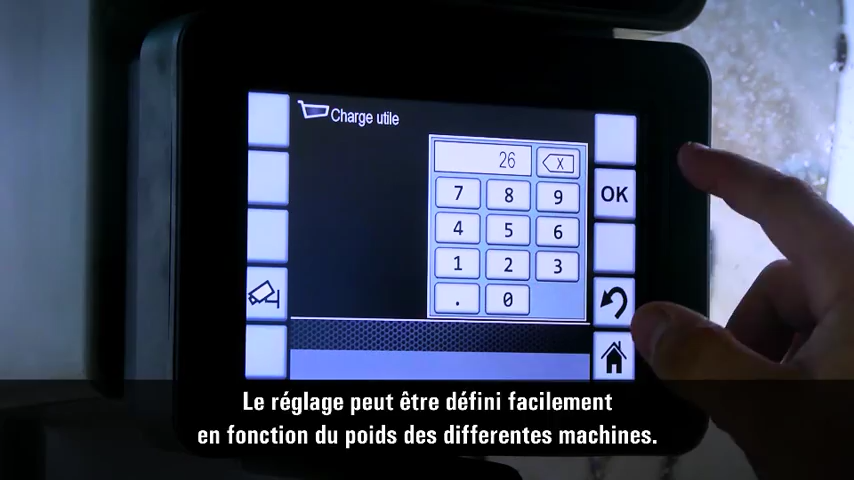 Charge utile
26 X
7 8 9
OK
4 5 6
1 2 3
. 0
Le réglage peut être défini facilement
en fonction du poids des differentes machines.